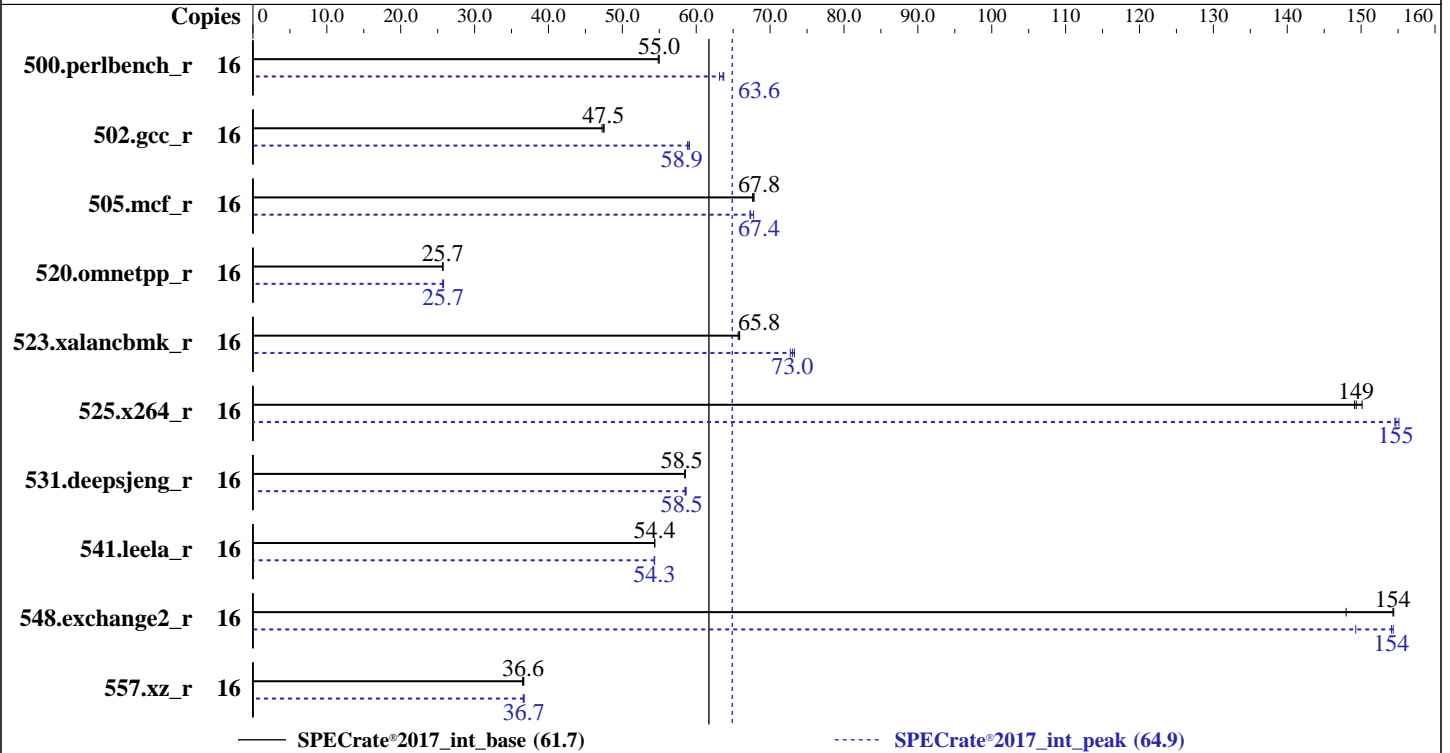 Copies 0 10.0 20.0 30.0 40.0 50.0 60.0 70.0 80.0 90.0 100 110 120 130 140 150 160
55.0
500.perlbench_r 16
63.6
47.5
502.gcc_r 16
58.9
67.8
505.mcf_r 16
67.4
25.7
520.omnetpp_r 16
25.7
65.8
523.xalancbmk_r 16
73.0
149
525.x264_r 16
155
58.5
531.deepsjeng_r 16
58.5
54.4
541.leela_r 16
54.3
154
548.exchange2_r 16
154
36.6
557.xz_r 16
36.7
SPECrate®2017_int_base (61.7) SPECrate®2017_int_peak (64.9)